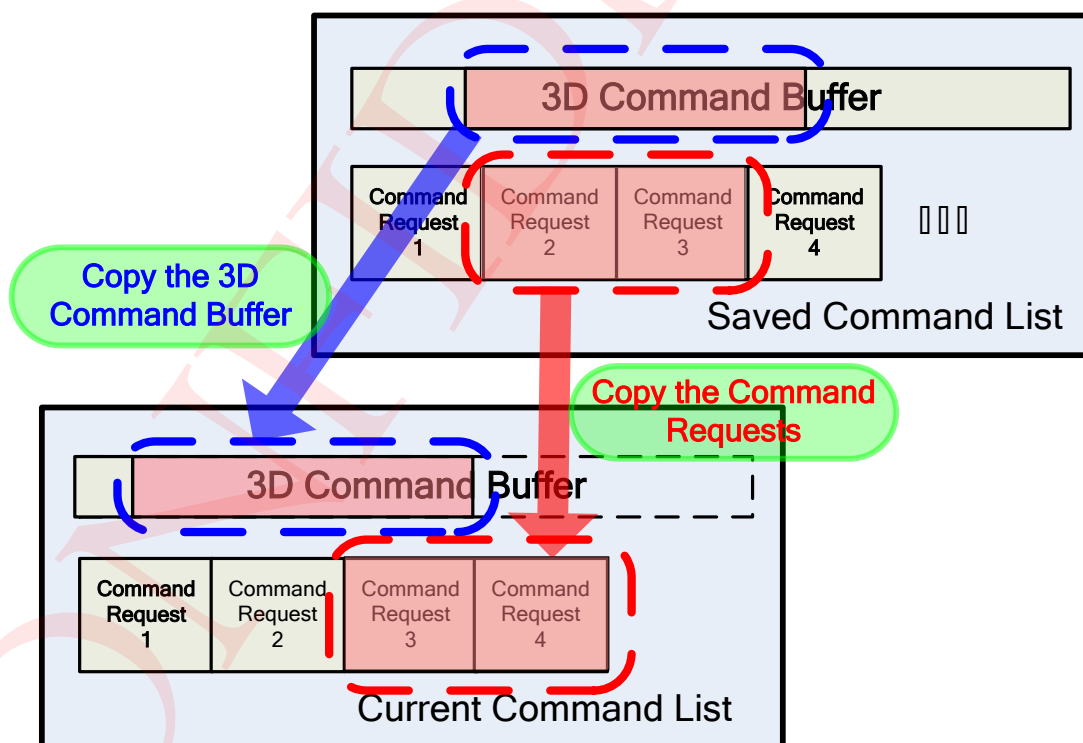 3D Command Buffer
Command
Request
1
Command
Request
2
Command
Request
3
Command
Request
4
Saved Command List
Copy the 3D
Command Buffer
Copy the Command
Requests
3D Command Buffer
Command
Request
1
Command
Request
2
Command
Request
3
Command
Request
4
Current Command List